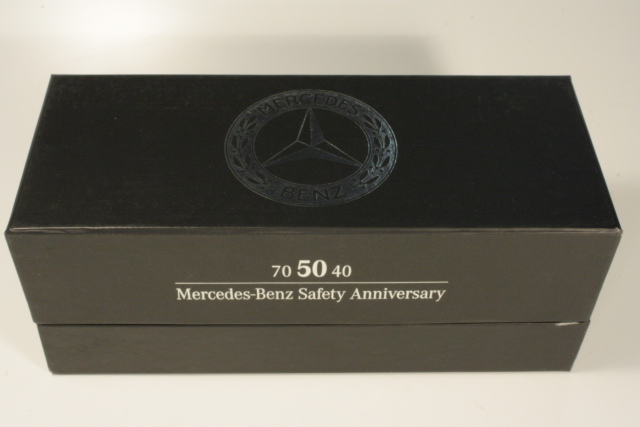 MERCEDES
BENZ
70 50 40
Mercedes-Benz Safety Anniversary